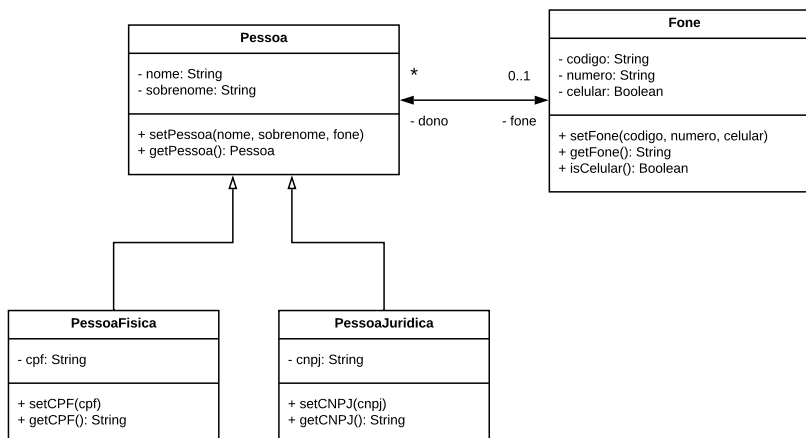 Pessoa
- nome: String
- sobrenome: String
+ setPessoa(nome, sobrenome, fone)
+ getPessoa(): Pessoa
* 0..1
- dono - fone
Fone
- codigo: String
- numero: String
- celular: Boolean
+ setFone(codigo, numero, celular)
+ getFone(): String
+ isCelular(): Boolean
PessoaFisica
- cpf: String
+ setCPF(cpf)
+ getCPF(): String
PessoaJuridica
- cnpj: String
+ setCNPJ(cnpj)
+ getCNPJ(): String